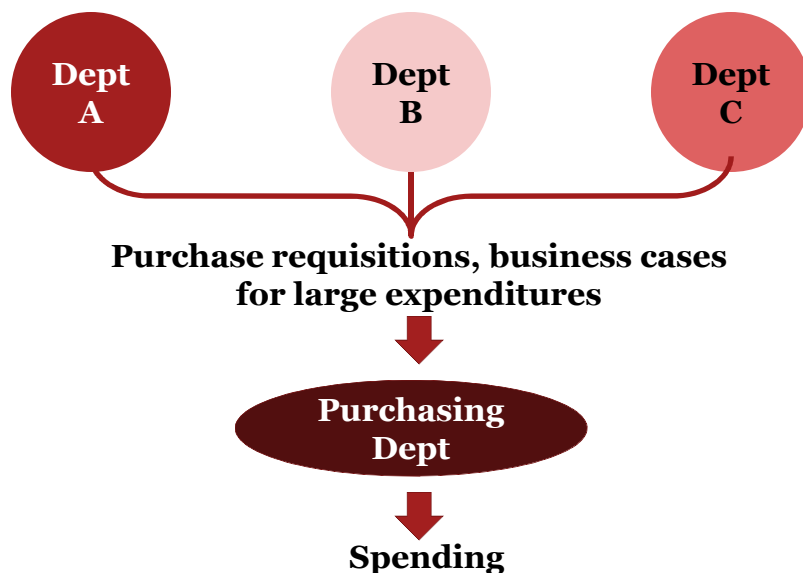 Dept
A
Dept
B
Dept
C
Purchase requisitions, business cases
for large expenditures
Purchasing
Dept
Spending